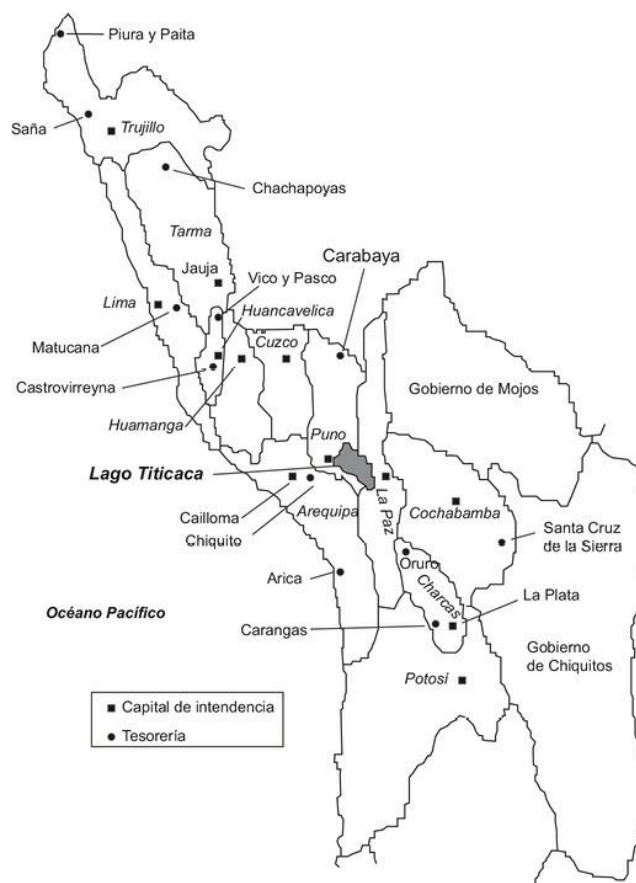 Piura y Paita
Saña
Trujillo
Chachapoyas
Tarma
Carabaya
Jauja
Vico y Pasco
Lima
Huancavelica
Matucana
Cuzco
Castrovirreyna
Gobierno de Mojos
Huamanga
Puno
Lago Titicaca
La Paz
Cailloma
Arequipa
Cochabamba
Chiquito
Santa Cruz
de la Sierra
Oruro
Arica
Charcas
La Plata
Océano Pacífico
Carangas
Gobierno
de Chiquitos
Potosí
Capital de intendencia
Tesorería